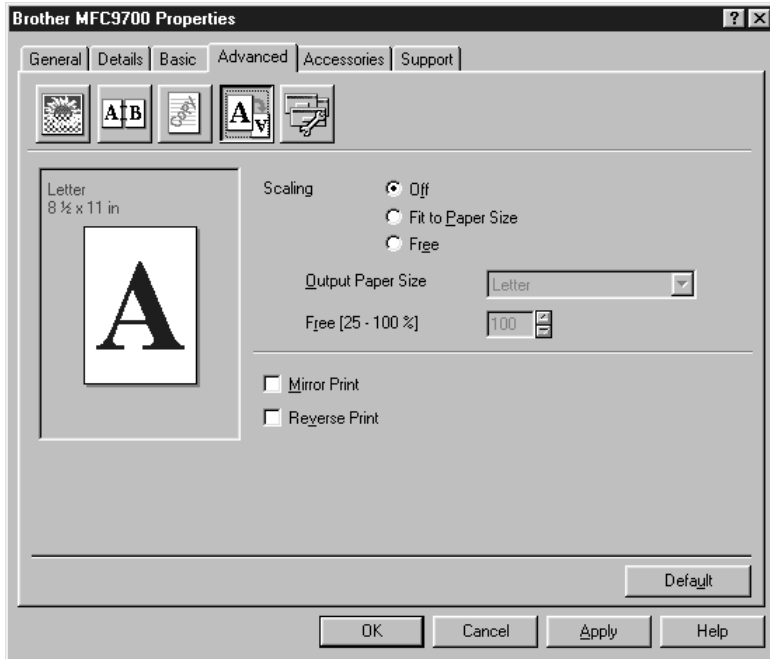 Brother MFC9700 Properties
General Details Basic Advanced Accessories Support
A B copy A A
Letter
8 ½ x 11 in
A
Scaling Off
Fit to Paper Size
Free
Output Paper Size Letter
Free [25 - 100 %] 100
Mirror Print
Reverse Print
Default
OK Cancel Apply Help